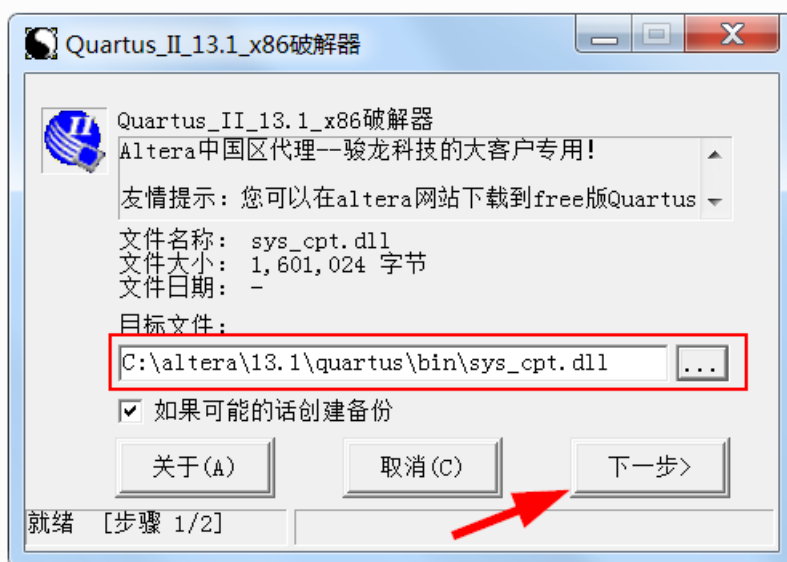 Quartus_II_13.1_x86破解器
Quartus_II_13.1_x86破解器
Altera中国区代理--骏龙科技的大客户专用!
友情提示: 您可以在altera网站下载到free版Quartus
文件名称: sys_cpt.dll
文件大小: 1,601,024 字节
文件日期: -
目标文件:
C:\altera\13.1\quartus\bin\sys_cpt.dll
...
如果可能的话创建备份
关于(A)
取消(C)
下一步>
就绪 [步骤 1/2]